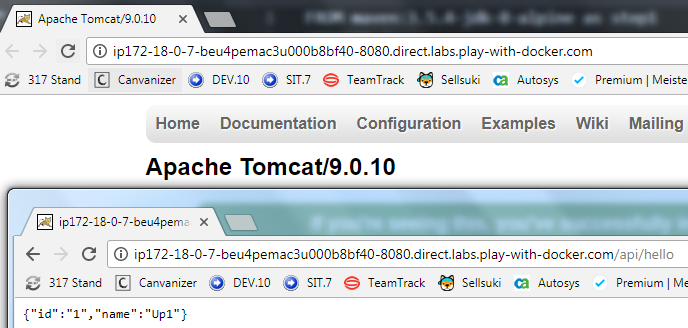 FROM maven:3.5.4-jdk-8-alpine as step1
Apache Tomcat/9.0.10
ip172-18-0-7-beu4pemac3u000b8bf40-8080.direct.labs.play-with-docker.com
317 Stand Canvanizer DEV.10 SIT.7 TeamTrack Sellsuki Autosys Premium | Meiste
Home Documentation Configuration Examples Wiki Mailing
Apache Tomcat/9.0.10
If you're seeing this, you've successfully
ip172-18-0-7-beu4pema
ip172-18-0-7-beu4pemac3u000b8bf40-8080.direct.labs.play-with-docker.com/api/hello
317 Stand Canvanizer DEV.10 SIT.7 TeamTrack Sellsuki Autosys Premium |
{"id":"1","name":"Up1"}